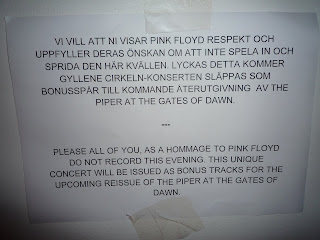 VI VILL ATT NI VISAR PINK FLOYD RESPEKT OCH
UPPFYLLER DERAS ÖNSKAN OM ATT INTE SPELA IN OCH
SPRIDA DEN HÄR KVÄLLEN. LYCKAS DETTA KOMMER
GYLLENE CIRKELN-KONSERTEN SLÄPPAS SOM
BONUSSPÅR TILL KOMMANDE ÅTERUTGIVNING AV THE
PIPER AT THE GATES OF DAWN.
---
PLEASE ALL OF YOU, AS A HOMMAGE TO PINK FLOYD
DO NOT RECORD THIS EVENING. THIS UNIQUE
CONCERT WILL BE ISSUED AS BONUS TRACKS FOR THE
UPCOMING REISSUE OF THE PIPER AT THE GATES OF
DAWN.